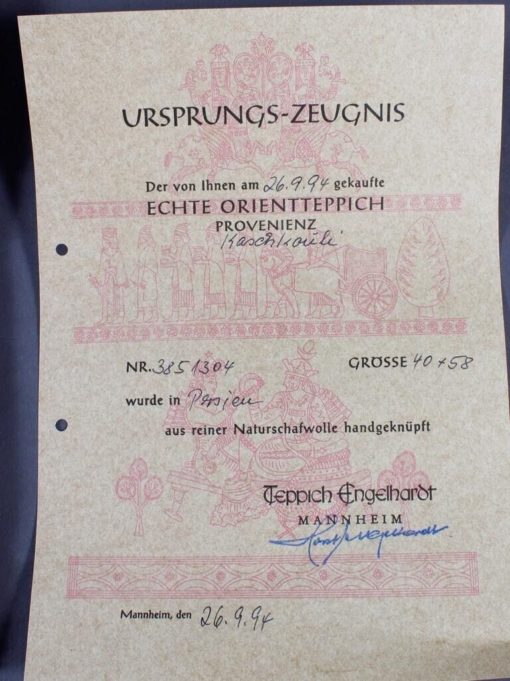 URSPRUNGS-ZEUGNIS
Der von Ihnen am 26.9.94 gekaufte
ECHTE ORIENTTEPPICH
PROVENIENZ
Kaschkouli
NR. 3851304 GRÖSSE 40 x 58
wurde in Persien
aus reiner Naturschafwolle handgeknüpft
Teppich Engelhardt
MANNHEIM
Mannheim, den 26.9.94